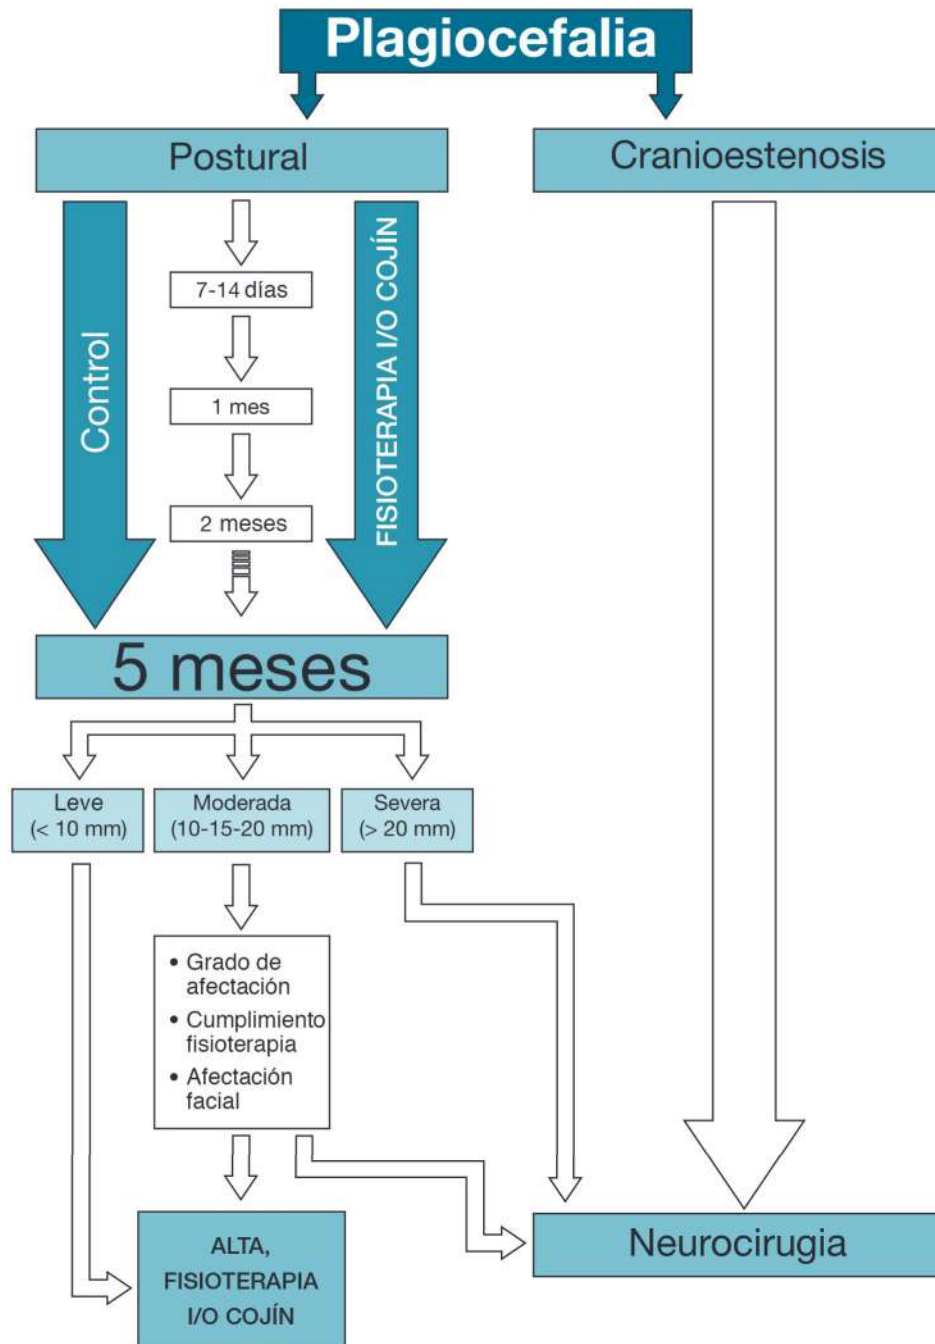 Plagiocefalia
Postural
Cranioestenosis
Control
7-14 días
1 mes
2 meses
FISIOTERAPIA I/O COJÍN
5 meses
Leve
(< 10 mm)
Moderada
(10-15-20 mm)
Severa
(> 20 mm)
• Grado de
afectación
• Cumplimiento
fisioterapia
• Afectación
facial
ALTA,
FISIOTERAPIA
I/O COJÍN
Neurocirugia